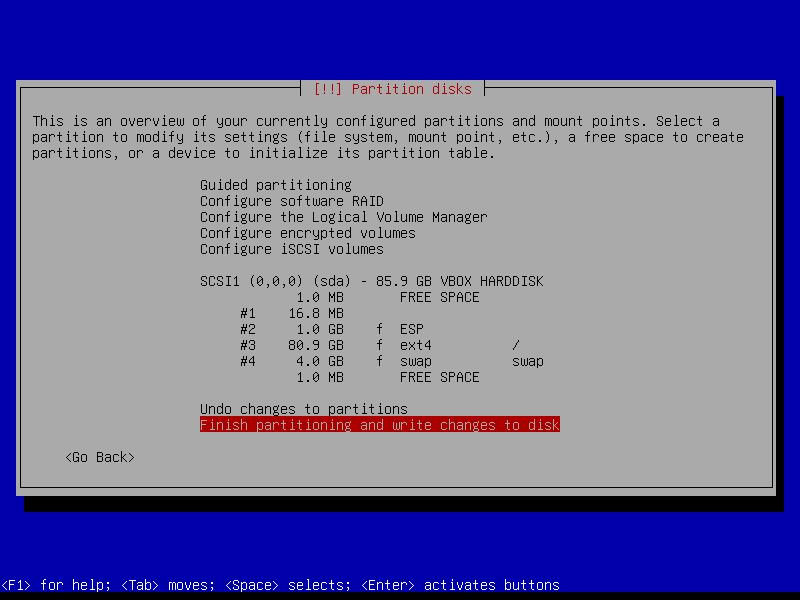 [!!] Partition disks
This is an overview of your currently configured partitions and mount points. Select a
partition to modify its settings (file system, mount point, etc.), a free space to create
partitions, or a device to initialize its partition table.
Guided partitioning
Configure software RAID
Configure the Logical Volume Manager
Configure encrypted volumes
Configure iSCSI volumes
SCSI1 (0,0,0) (sda) - 85.9 GB VBOX HARDDISK
1.0 MB FREE SPACE
#1 16.8 MB
#2 1.0 GB f ESP
#3 80.9 GB f ext4 /
#4 4.0 GB f swap swap
1.0 MB FREE SPACE
Undo changes to partitions
Finish partitioning and write changes to disk
<Go Back>
<F1> for help; <Tab> moves; <Space> selects; <Enter> activates buttons